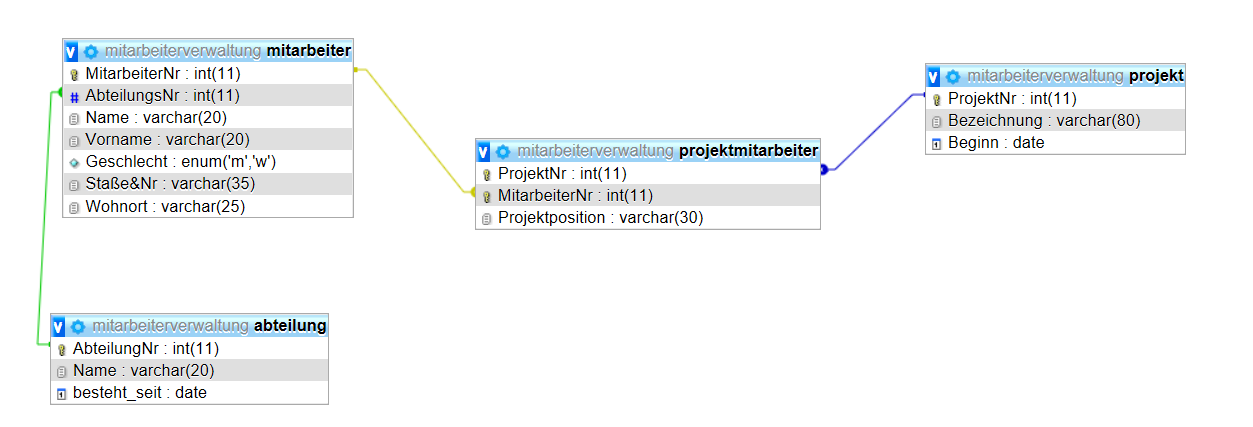 mitarbeiterverwaltung mitarbeiter
MitarbeiterNr : int(11)
AbteilungsNr : int(11)
Name : varchar(20)
Vorname : varchar(20)
Geschlecht : enum('m','w')
Staße&Nr : varchar(35)
Wohnort : varchar(25)
mitarbeiterverwaltung projektmitarbeiter
ProjektNr : int(11)
MitarbeiterNr : int(11)
Projektposition : varchar(30)
mitarbeiterverwaltung projekt
ProjektNr : int(11)
Bezeichnung : varchar(80)
Beginn : date
mitarbeiterverwaltung abteilung
AbteilungNr : int(11)
Name : varchar(20)
besteht_seit : date